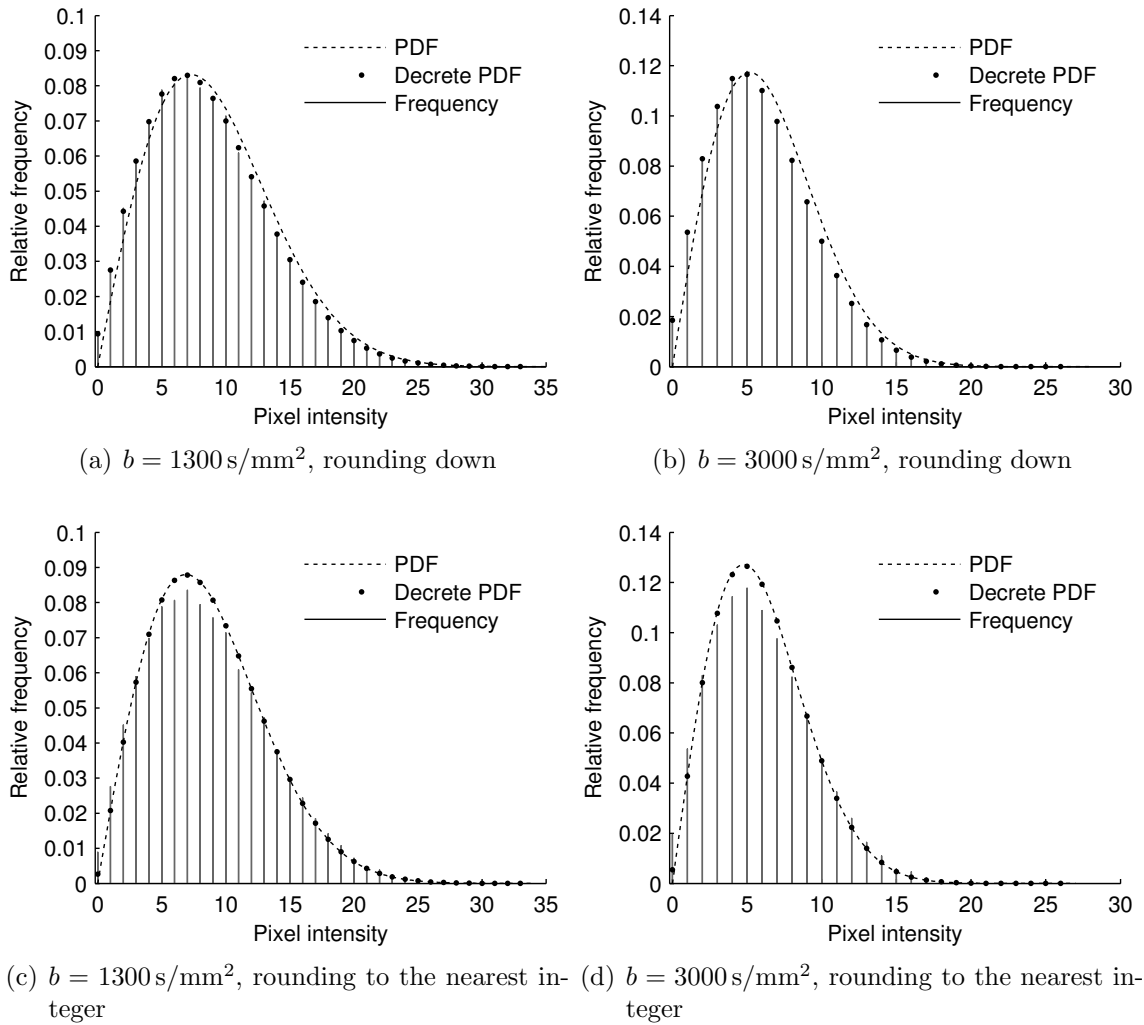 0.1
0.09
0.08
0.07
0.06
0.05
0.04
0.03
0.02
0.01
0
Relative frequency
PDF
Decrete PDF
Frequency
0 5 10 15 20 25 30 35
Pixel intensity
(a) b = 1300 s/mm², rounding down
0.14
0.12
0.1
0.08
0.06
0.04
0.02
0
Relative frequency
PDF
Decrete PDF
Frequency
0 5 10 15 20 25 30
Pixel intensity
(b) b = 3000 s/mm², rounding down
0.1
0.09
0.08
0.07
0.06
0.05
0.04
0.03
0.02
0.01
0
Relative frequency
PDF
Decrete PDF
Frequency
0 5 10 15 20 25 30 35
Pixel intensity
(c) b = 1300 s/mm², rounding to the nearest in-
teger
0.14
0.12
0.1
0.08
0.06
0.04
0.02
0
Relative frequency
PDF
Decrete PDF
Frequency
0 5 10 15 20 25 30
Pixel intensity
(d) b = 3000 s/mm², rounding to the nearest in-
teger